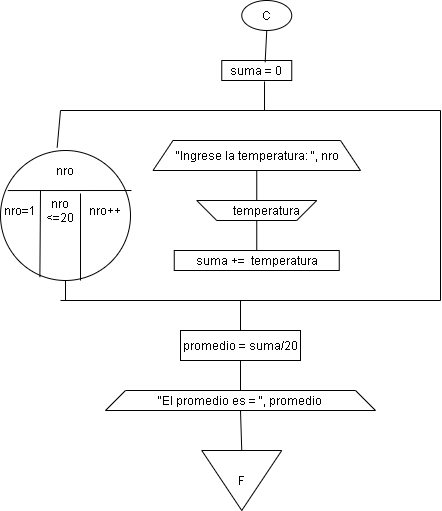 C
suma = 0
nro
nro=1
nro
<=20
nro++
"Ingrese la temperatura: ", nro
temperatura
suma += temperatura
promedio = suma/20
"El promedio es = ", promedio
F